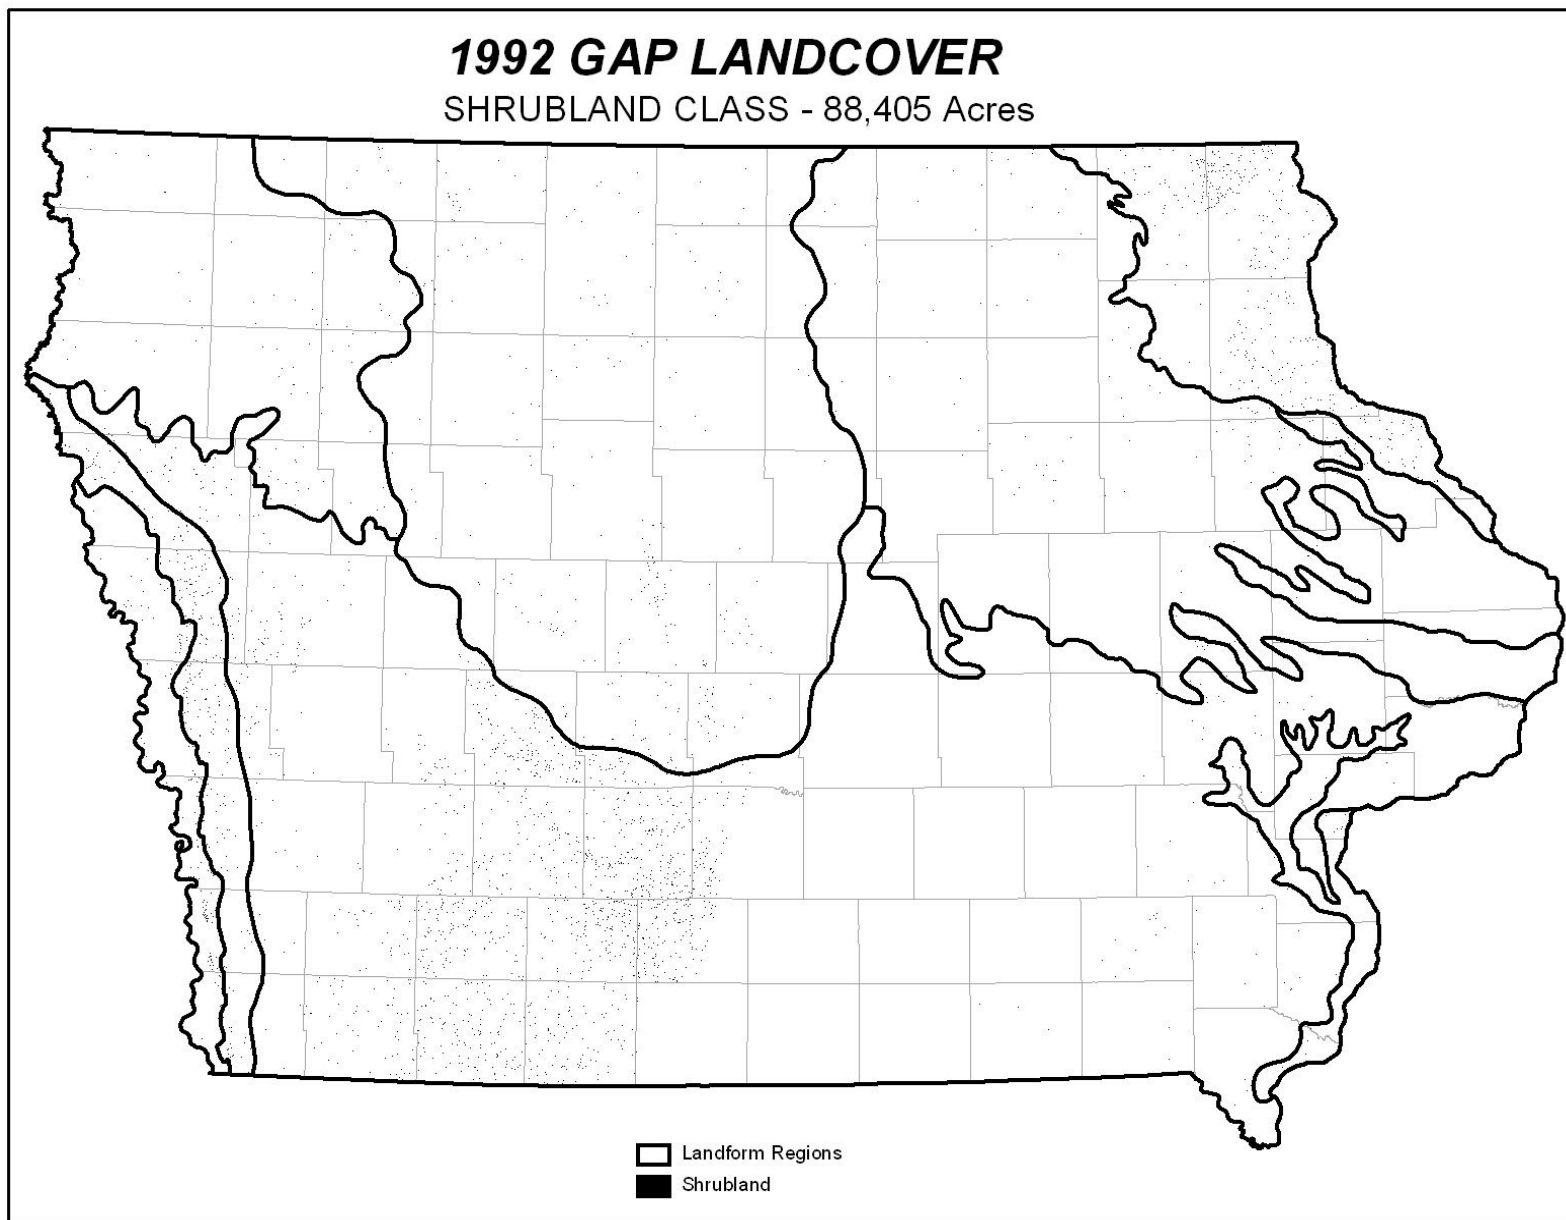 1992 GAP LANDCOVER
SHRUBLAND CLASS - 88,405 Acres
Landform Regions
Shrubland